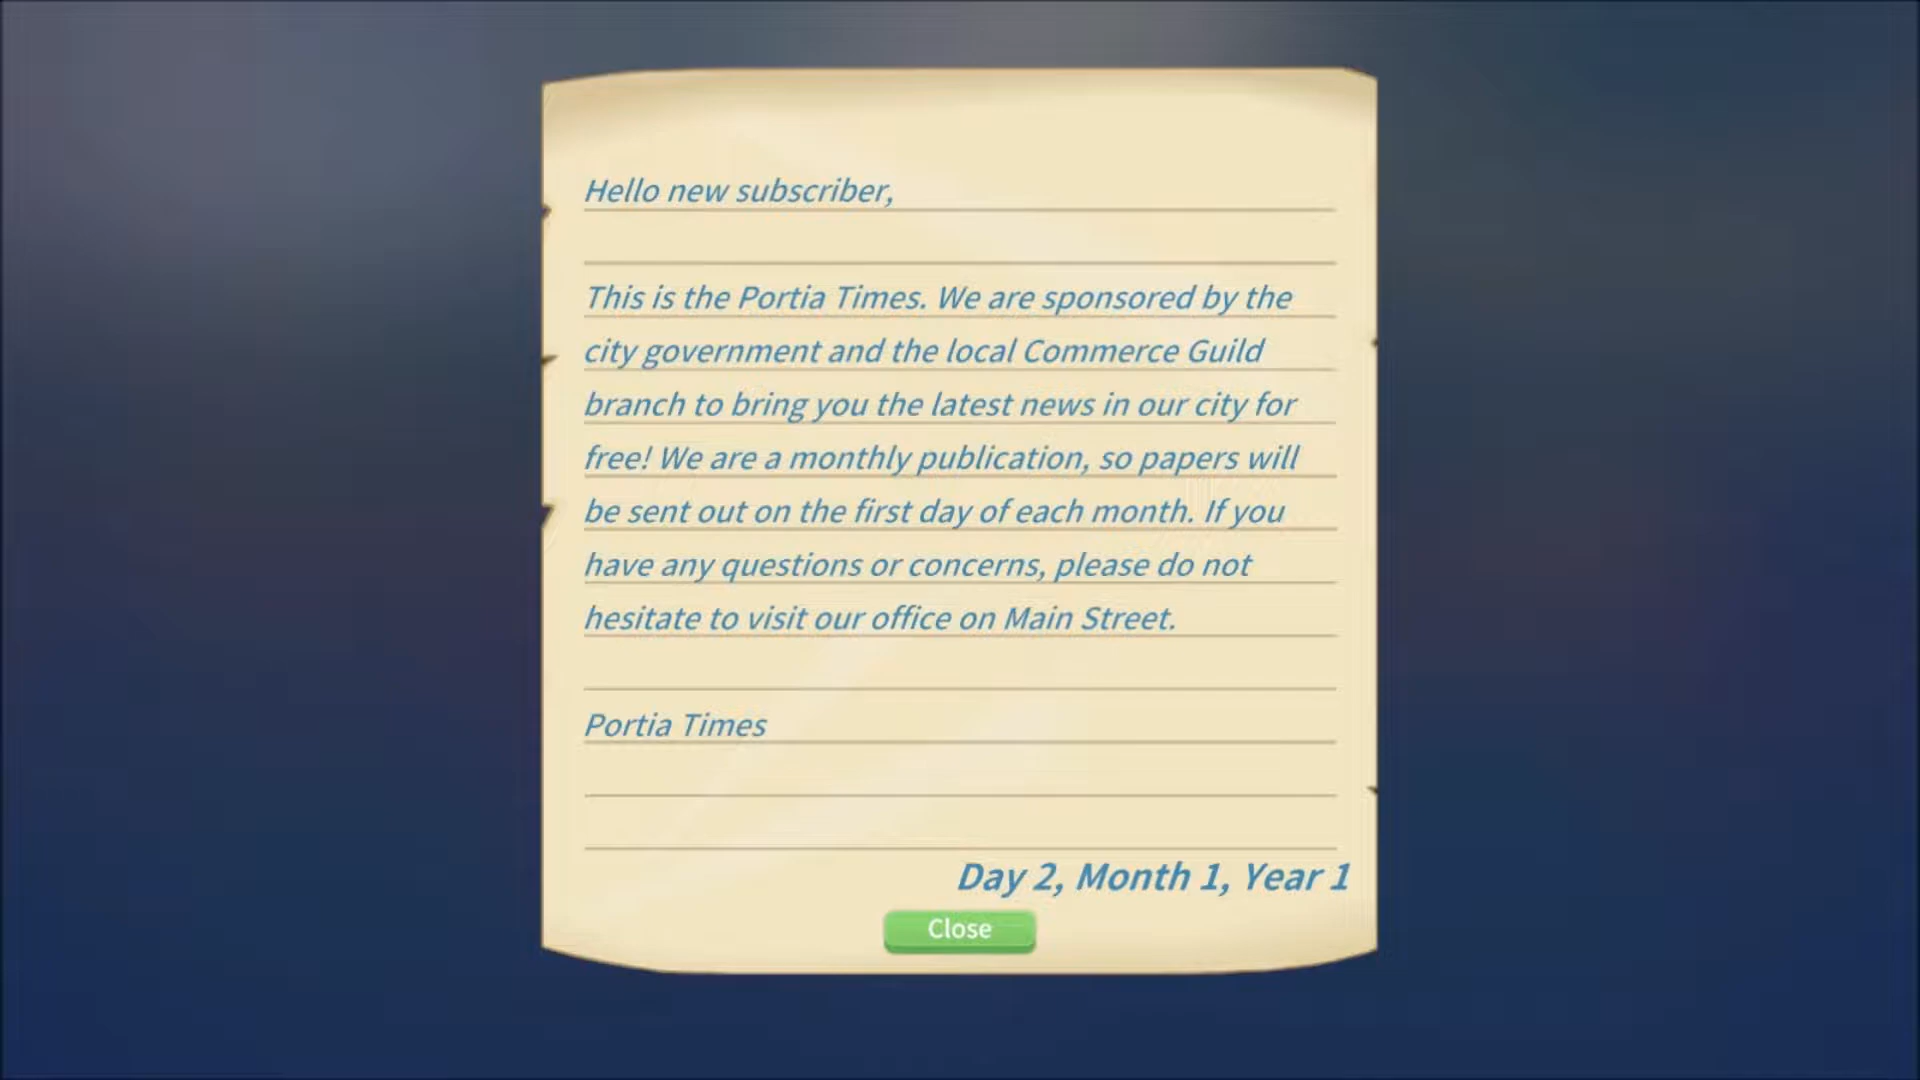 Hello new subscriber,
This is the Portia Times. We are sponsored by the
city government and the local Commerce Guild
branch to bring you the latest news in our city for
free! We are a monthly publication, so papers will
be sent out on the first day of each month. If you
have any questions or concerns, please do not
hesitate to visit our office on Main Street.
Portia Times
Day 2, Month 1, Year 1
Close